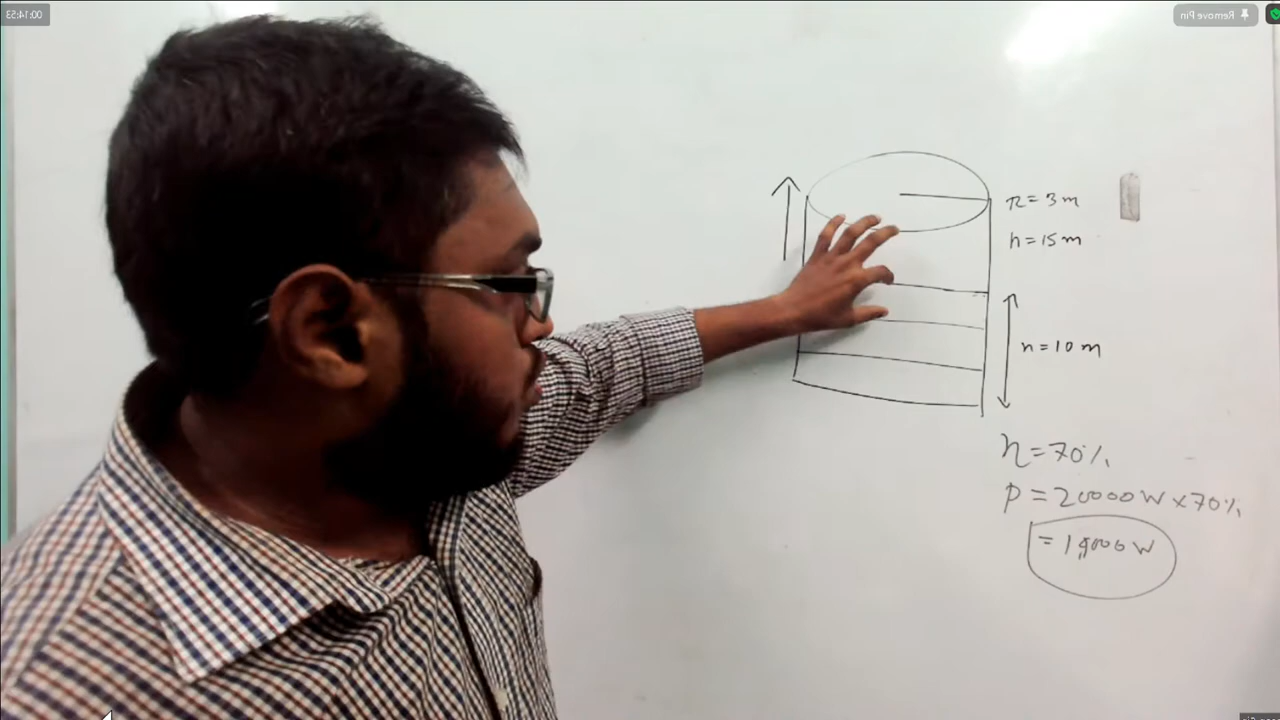 00:14:53
Remove Pin
r = 3 m
h = 15 m
h = 10 m
η = 70%
P = 20000 W × 70%
= 14000 W